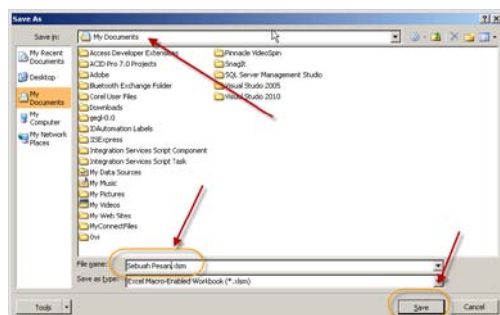 Save As
Save in:
My Documents
My Recent
Documents
Desktop
My
Documents
My
Computer
My Network
Places
Access Developer Extensions
ACID Pro 7.0 Projects
Adobe
Bluetooth Exchange Folder
Corel User Files
Downloads
gegl-0.0
IDAutomation Labels
IISExpress
Integration Services Script Component
Integration Services Script Task
My Data Sources
My Music
My Pictures
My Videos
My Web Sites
MyConnectFiles
Ovi
Pinnacle VideoSpin
SnagIt
SQL Server Management Studio
Visual Studio 2005
Visual Studio 2010
File name:
Sebuah Pesan.xlsm
Save as type:
Excel Macro-Enabled Workbook (*.xlsm)
Tools
Save
Cancel